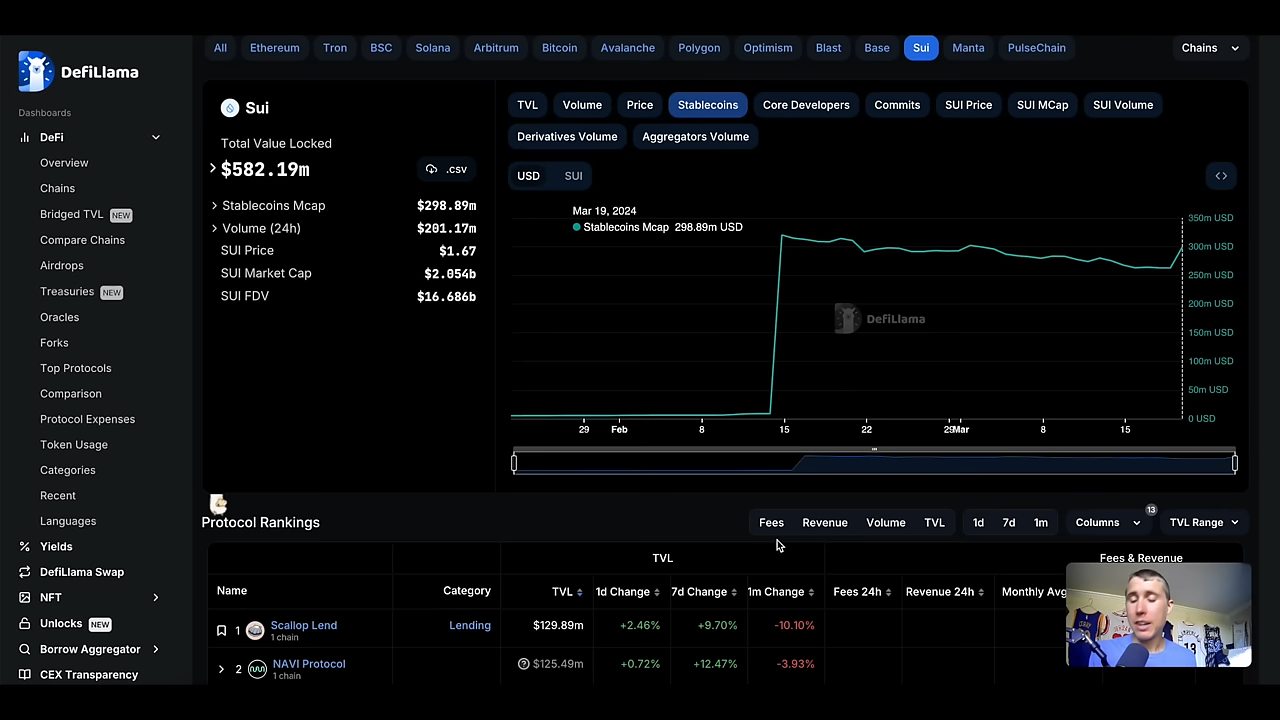 All Ethereum Tron BSC Solana Arbitrum Bitcoin Avalanche Polygon Optimism Blast Base Sui Manta PulseChain Chains
DefiLlama
Dashboards
DeFi
Overview
Chains
Bridged TVL NEW
Compare Chains
Airdrops
Treasuries NEW
Oracles
Forks
Top Protocols
Comparison
Protocol Expenses
Token Usage
Categories
Recent
Languages
Yields
DefiLlama Swap
NFT
Unlocks NEW
Borrow Aggregator
CEX Transparency
Sui
Total Value Locked
$582.19m .csv
Stablecoins Mcap $298.89m
Volume (24h) $201.17m
SUI Price $1.67
SUI Market Cap $2.054b
SUI FDV $16.686b
TVL Volume Price Stablecoins Core Developers Commits SUI Price SUI MCap SUI Volume
Derivatives Volume Aggregators Volume
USD SUI
Mar 19, 2024
Stablecoins Mcap 298.89m USD
350m USD
300m USD
250m USD
200m USD
150m USD
100m USD
50m USD
0 USD
DefiLlama
29 Feb 8 15 22 29 Mar 8 15
Protocol Rankings Fees Revenue Volume TVL 1d 7d 1m Columns 13 TVL Range
TVL Fees & Revenue
Name Category TVL 1d Change 7d Change 1m Change Fees 24h Revenue 24h Monthly Avg
1 Scallop Lend Lending $129.89m +2.46% +9.70% -10.10%
1 chain
2 NAVI Protocol $125.49m +0.72% +12.47% -3.93%
1 chain